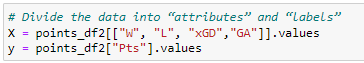 # Divide the data into “attributes” and “labels”
X = points_df2[["W", "L", "xGD","GA"]].values
y = points_df2["Pts"].values